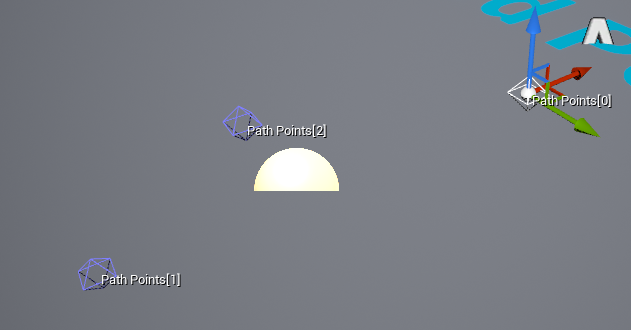 Path Points[0]
Path Points[2]
Path Points[1]